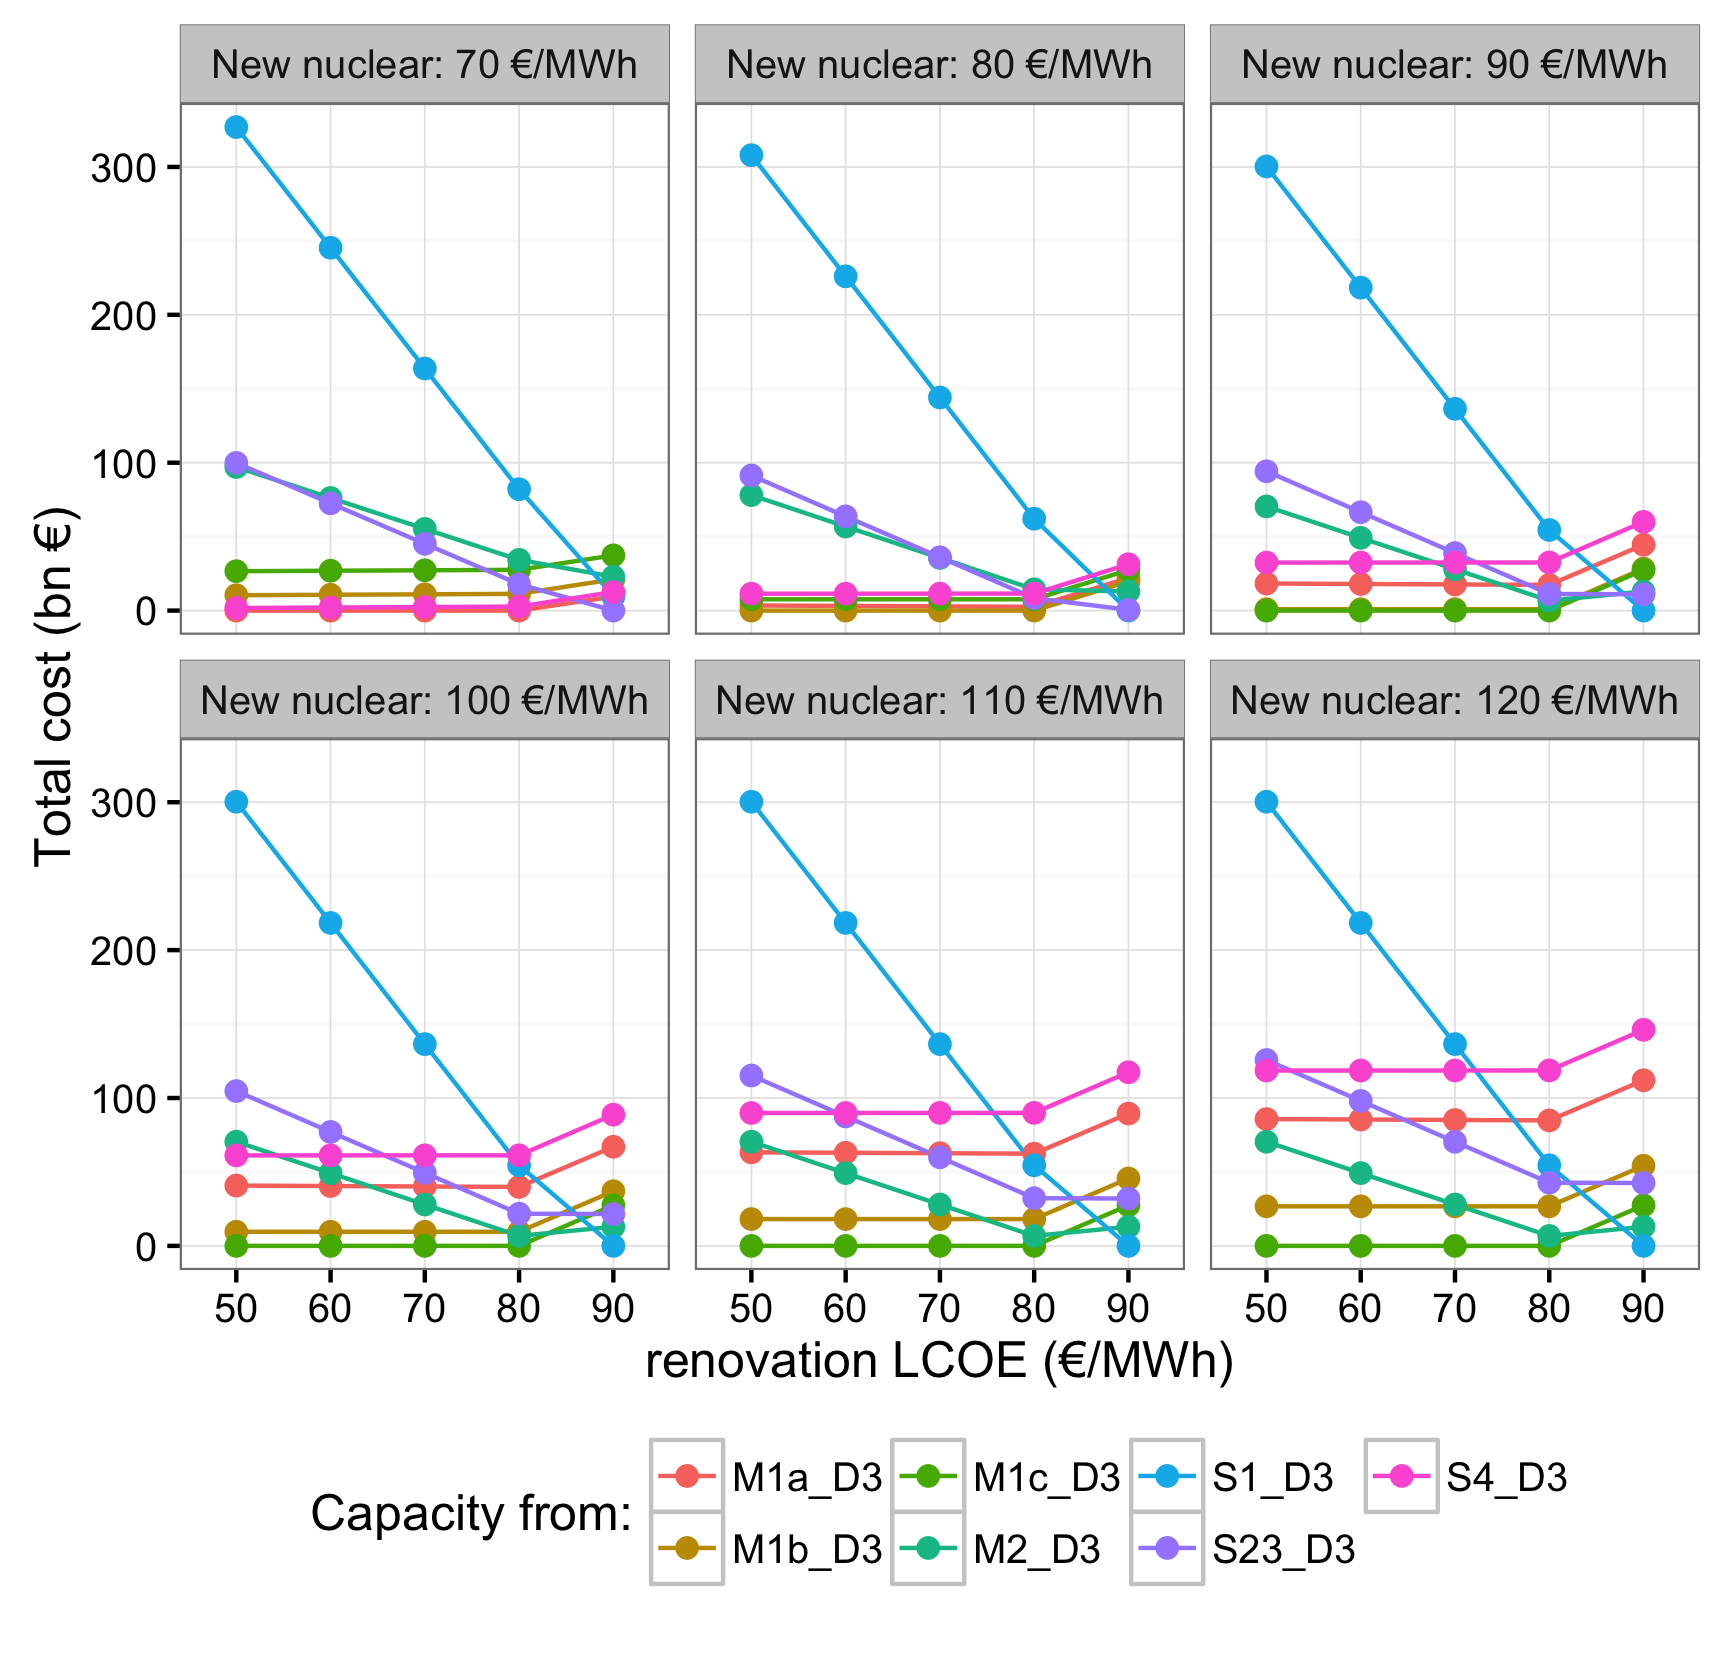 New nuclear: 70 €/MWh
New nuclear: 80 €/MWh
New nuclear: 90 €/MWh
300
200
100
0
New nuclear: 100 €/MWh
New nuclear: 110 €/MWh
New nuclear: 120 €/MWh
300
200
100
0
Total cost (bn €)
50 60 70 80 90
50 60 70 80 90
50 60 70 80 90
renovation LCOE (€/MWh)
Capacity from:
M1a_D3
M1c_D3
S1_D3
S4_D3
M1b_D3
M2_D3
S23_D3